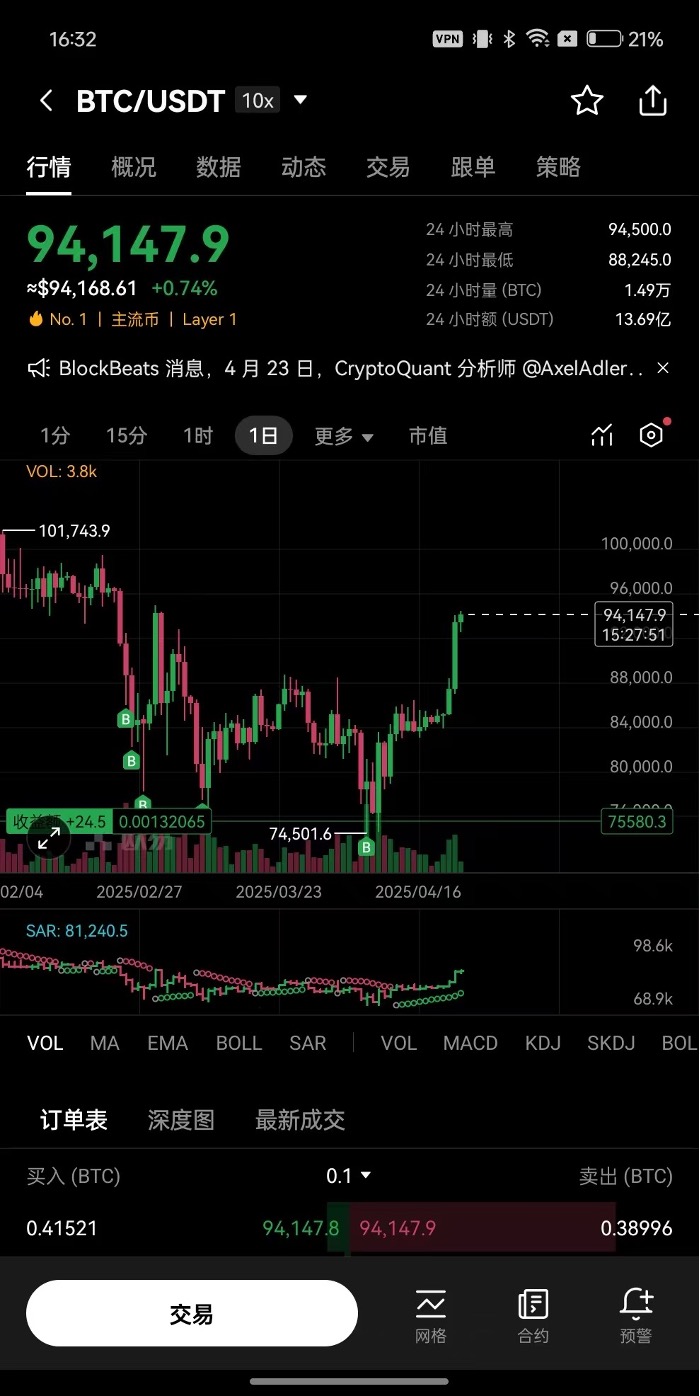 16:32 VPN 21%
BTC/USDT 10x
行情 概况 数据 动态 交易 跟单 策略
94,147.9
≈$94,168.61 +0.74%
No. 1 | 主流币 | Layer 1
24 小时最高 94,500.0
24 小时最低 88,245.0
24 小时量 (BTC) 1.49万
24 小时额 (USDT) 13.69亿
BlockBeats 消息，4 月 23 日，CryptoQuant 分析师 @AxelAdler..
1分 15分 1时 1日 更多 市值
VOL: 3.8k
101,743.9
100,000.0
96,000.0
94,147.9
15:27:51
88,000.0
B
84,000.0
B
80,000.0
B
收益额 +24.5 0.00132065
75580.3
74,501.6
B
02/04 2025/02/27 2025/03/23 2025/04/16
SAR: 81,240.5
98.6k
68.9k
VOL MA EMA BOLL SAR | VOL MACD KDJ SKDJ BOL
订单表 深度图 最新成交
买入 (BTC) 0.1 卖出 (BTC)
0.41521 94,147.8 94,147.9 0.38996
交易
网格 合约 预警